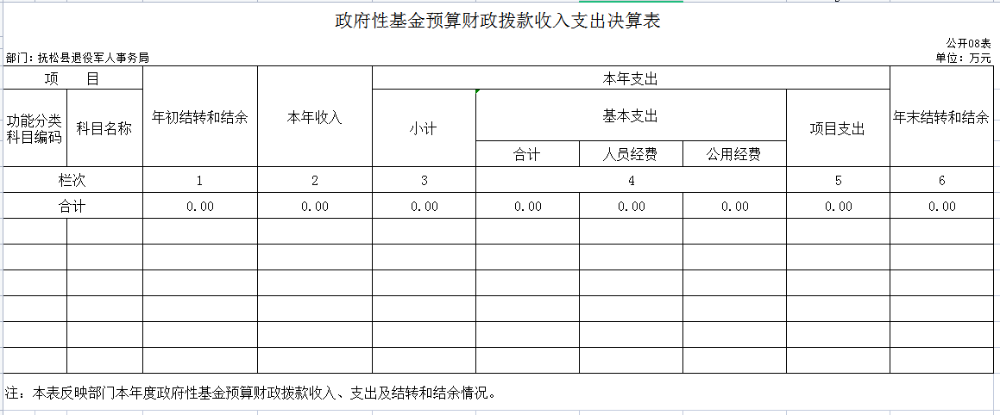 政府性基金预算财政拨款收入支出决算表
公开08表
部门：抚松县退役军人事务局
单位：万元
项 目
年初结转和结余
本年收入
本年支出
年末结转和结余
功能分类
科目编码
科目名称
小计
基本支出
项目支出
合计
人员经费
公用经费
栏次 1 2 3 4 5 6
合计 0.00 0.00 0.00 0.00 0.00 0.00 0.00 0.00
注：本表反映部门本年度政府性基金预算财政拨款收入、支出及结转和结余情况。